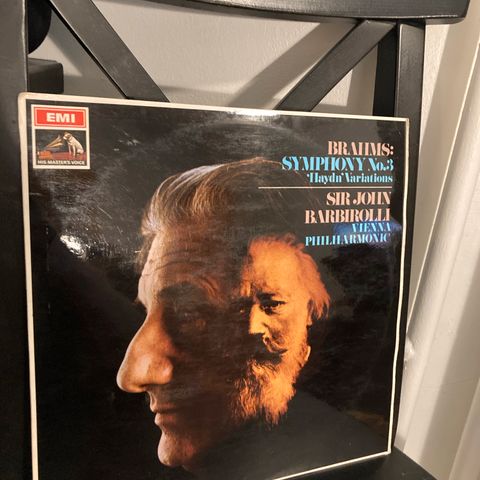 EMI
HIS MASTER'S VOICE
BRAHMS:
SYMPHONY No.3
'Haydn' Variations
SIR JOHN
BARBIROLLI
VIENNA
PHILHARMONIC